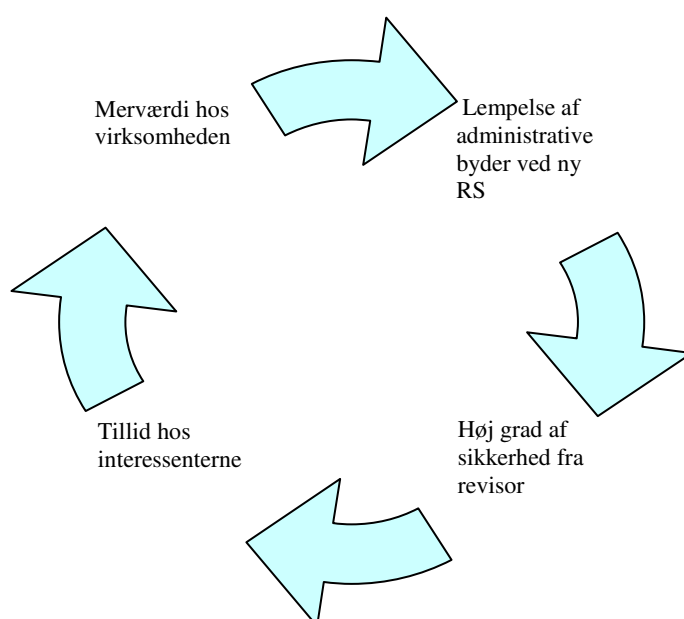 Merværdi hos
virksomheden
Lempelse af
administrative
byder ved ny
RS
Høj grad af
sikkerhed fra
revisor
Tillid hos
interessenterne